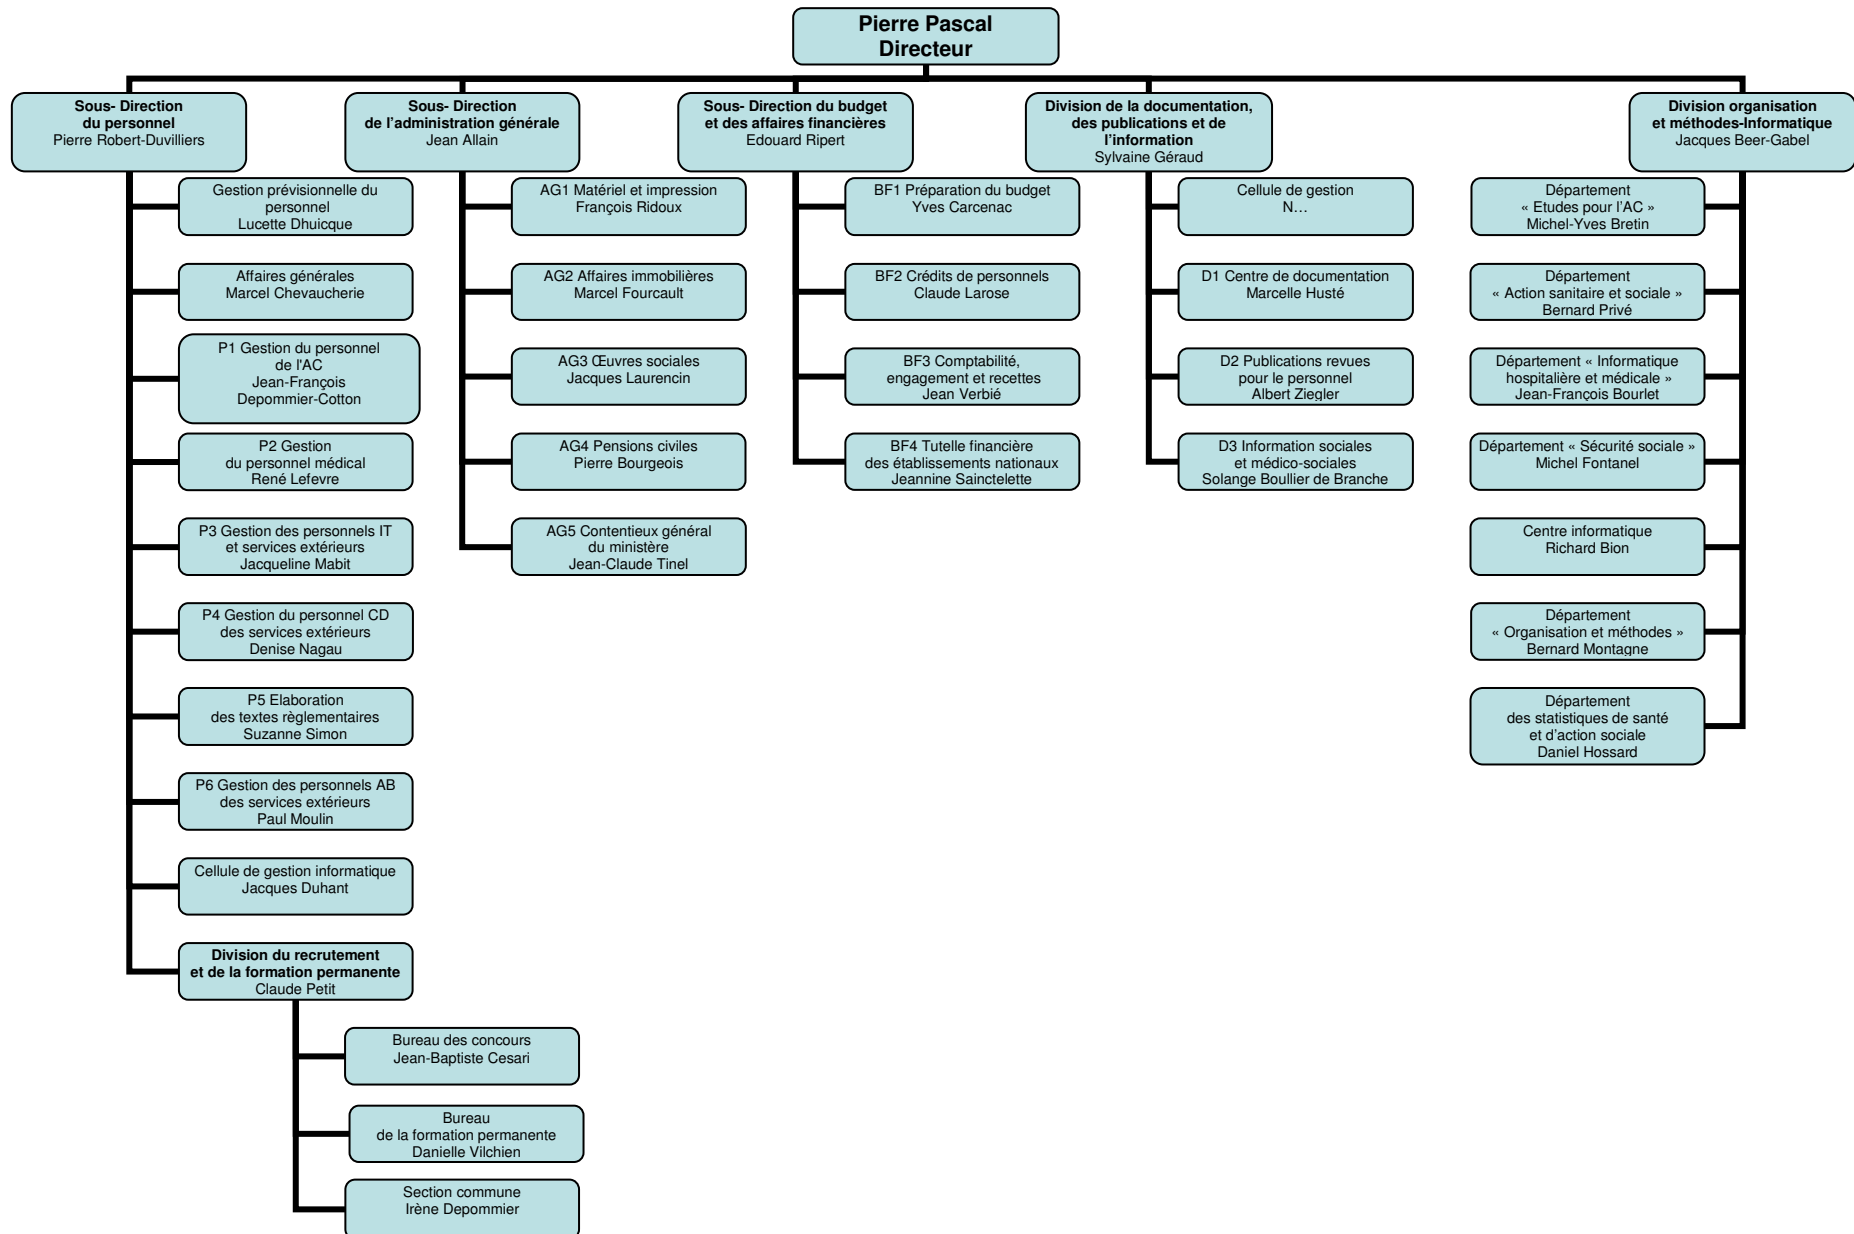 Pierre Pascal
Directeur
Sous- Direction
du personnel
Pierre Robert-Duvilliers
Sous- Direction
de l'administration générale
Jean Allain
Sous- Direction du budget
et des affaires financières
Edouard Ripert
Division de la documentation,
des publications et de
l'information
Sylvaine Géraud
Division organisation
et méthodes-Informatique
Jacques Beer-Gabel
Gestion prévisionnelle du
personnel
Lucette Dhuicque
Affaires générales
Marcel Chevaucherie
P1 Gestion du personnel
de l'AC
Jean-François
Depommier-Cotton
P2 Gestion
du personnel médical
René Lefevre
P3 Gestion des personnels IT
et services extérieurs
Jacqueline Mabit
P4 Gestion du personnel CD
des services extérieurs
Denise Nagau
P5 Elaboration
des textes règlementaires
Suzanne Simon
P6 Gestion des personnels AB
des services extérieurs
Paul Moulin
Cellule de gestion informatique
Jacques Duhant
Division du recrutement
et de la formation permanente
Claude Petit
Bureau des concours
Jean-Baptiste Cesari
Bureau
de la formation permanente
Danielle Vilchien
Section commune
Irène Depommier
AG1 Matériel et impression
François Ridoux
AG2 Affaires immobilières
Marcel Fourcault
AG3 Œuvres sociales
Jacques Laurencin
AG4 Pensions civiles
Pierre Bourgeois
AG5 Contentieux général
du ministère
Jean-Claude Tinel
BF1 Préparation du budget
Yves Carcenac
BF2 Crédits de personnels
Claude Larose
BF3 Comptabilité,
engagement et recettes
Jean Verbié
BF4 Tutelle financière
des établissements nationaux
Jeannine Sainctelette
Cellule de gestion
N…
D1 Centre de documentation
Marcelle Husté
D2 Publications revues
pour le personnel
Albert Ziegler
D3 Information sociales
et médico-sociales
Solange Boullier de Branche
Département
« Etudes pour l'AC »
Michel-Yves Bretin
Département
« Action sanitaire et sociale »
Bernard Privé
Département « Informatique
hospitalière et médicale »
Jean-François Bourlet
Département « Sécurité sociale »
Michel Fontanel
Centre informatique
Richard Bion
Département
« Organisation et méthodes »
Bernard Montagne
Département
des statistiques de santé
et d'action sociale
Daniel Hossard